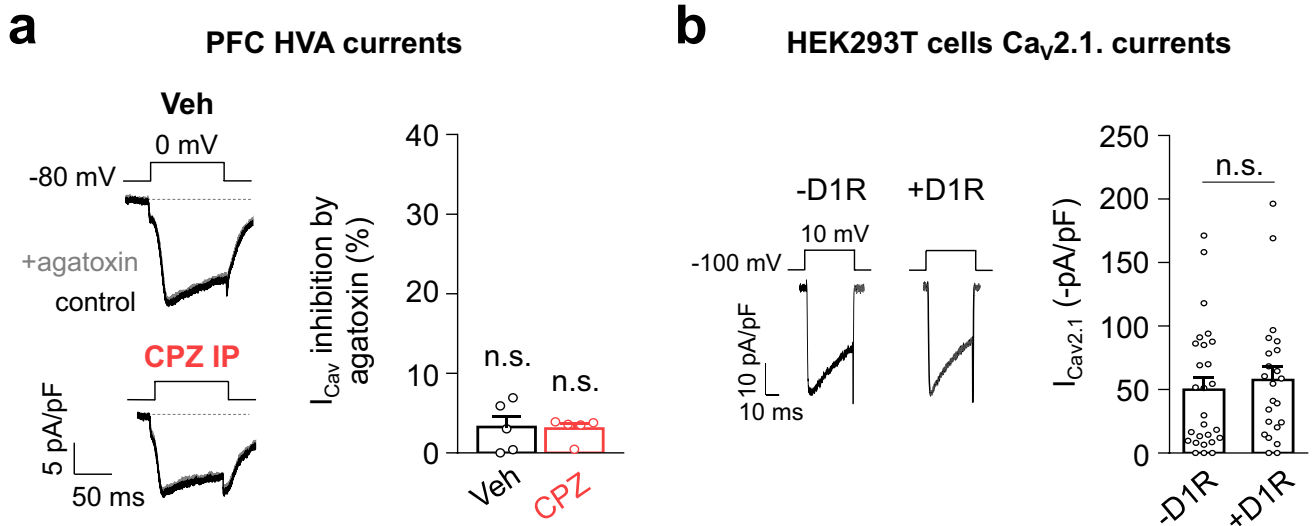 a
PFC HVA currents
Veh
0 mV
-80 mV
+agatoxin
control
CPZ IP
5 pA/pF
50 ms
I_Cav inhibition by
agatoxin (%)
40
30
20
10
0
n.s.
n.s.
Veh
CPZ
b
HEK293T cells Ca_V2.1. currents
-D1R
+D1R
10 mV
-100 mV
10 pA/pF
10 ms
I_Cav2.1 (-pA/pF)
250
200
150
100
50
0
n.s.
-D1R
+D1R